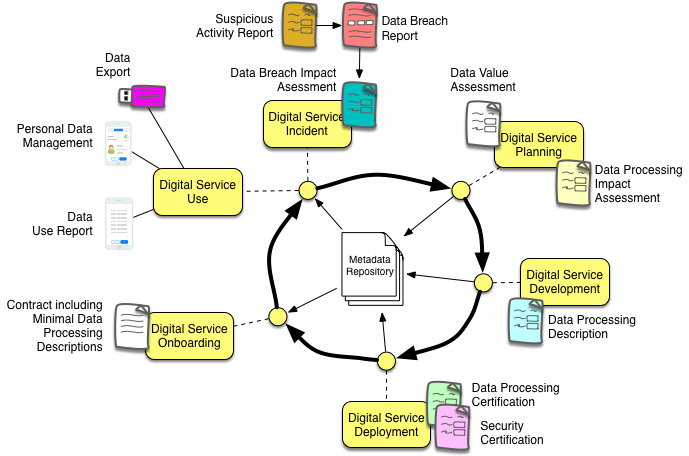 Suspicious
Activity Report
Data Breach
Report
Data
Export
Data Breach Impact
Assessment
Data Value
Assessment
Digital Service
Incident
Personal Data
Management
Digital Service
Planning
Digital Service
Use
Data Processing
Impact
Assessment
Data
Use Report
Metadata
Repository
Digital Service
Development
Contract including
Minimal Data
Processing
Descriptions
Digital Service
Onboarding
Data Processing
Description
Digital Service
Deployment
Data Processing
Certification
Security
Certification